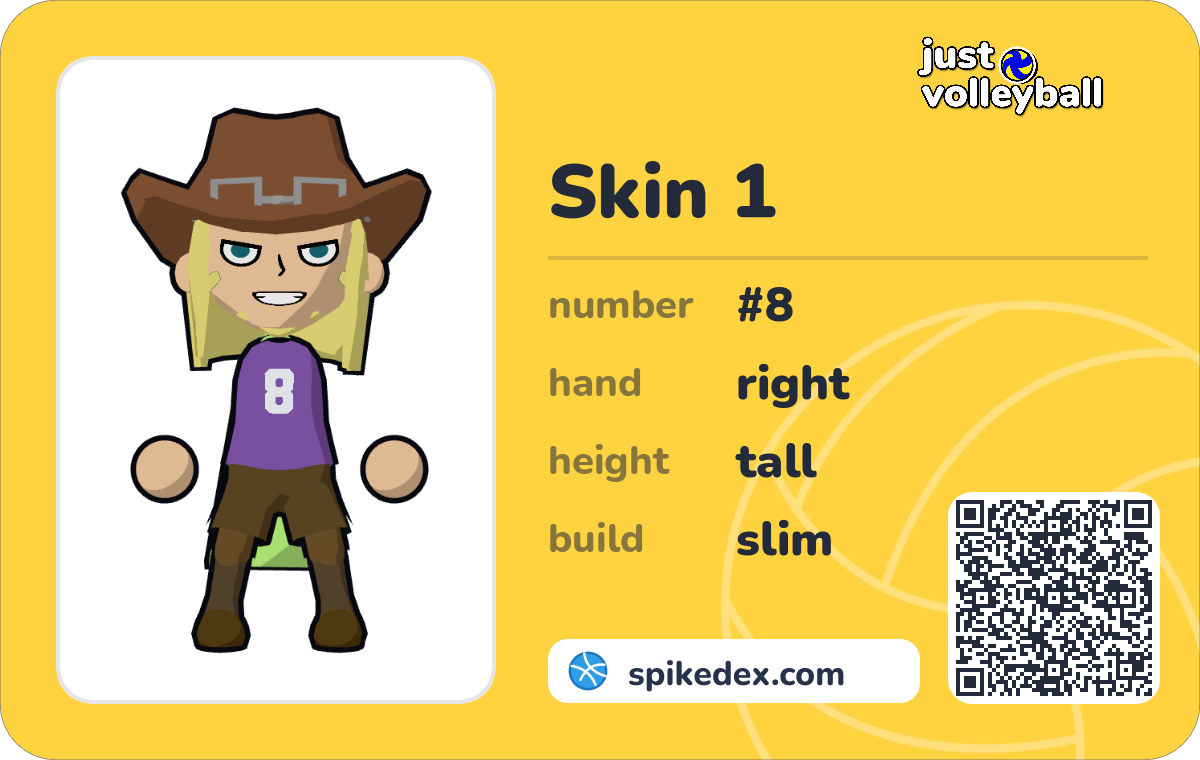 just
volleyball
Skin 1
number #8
hand right
height tall
build slim
8
spikedex.com